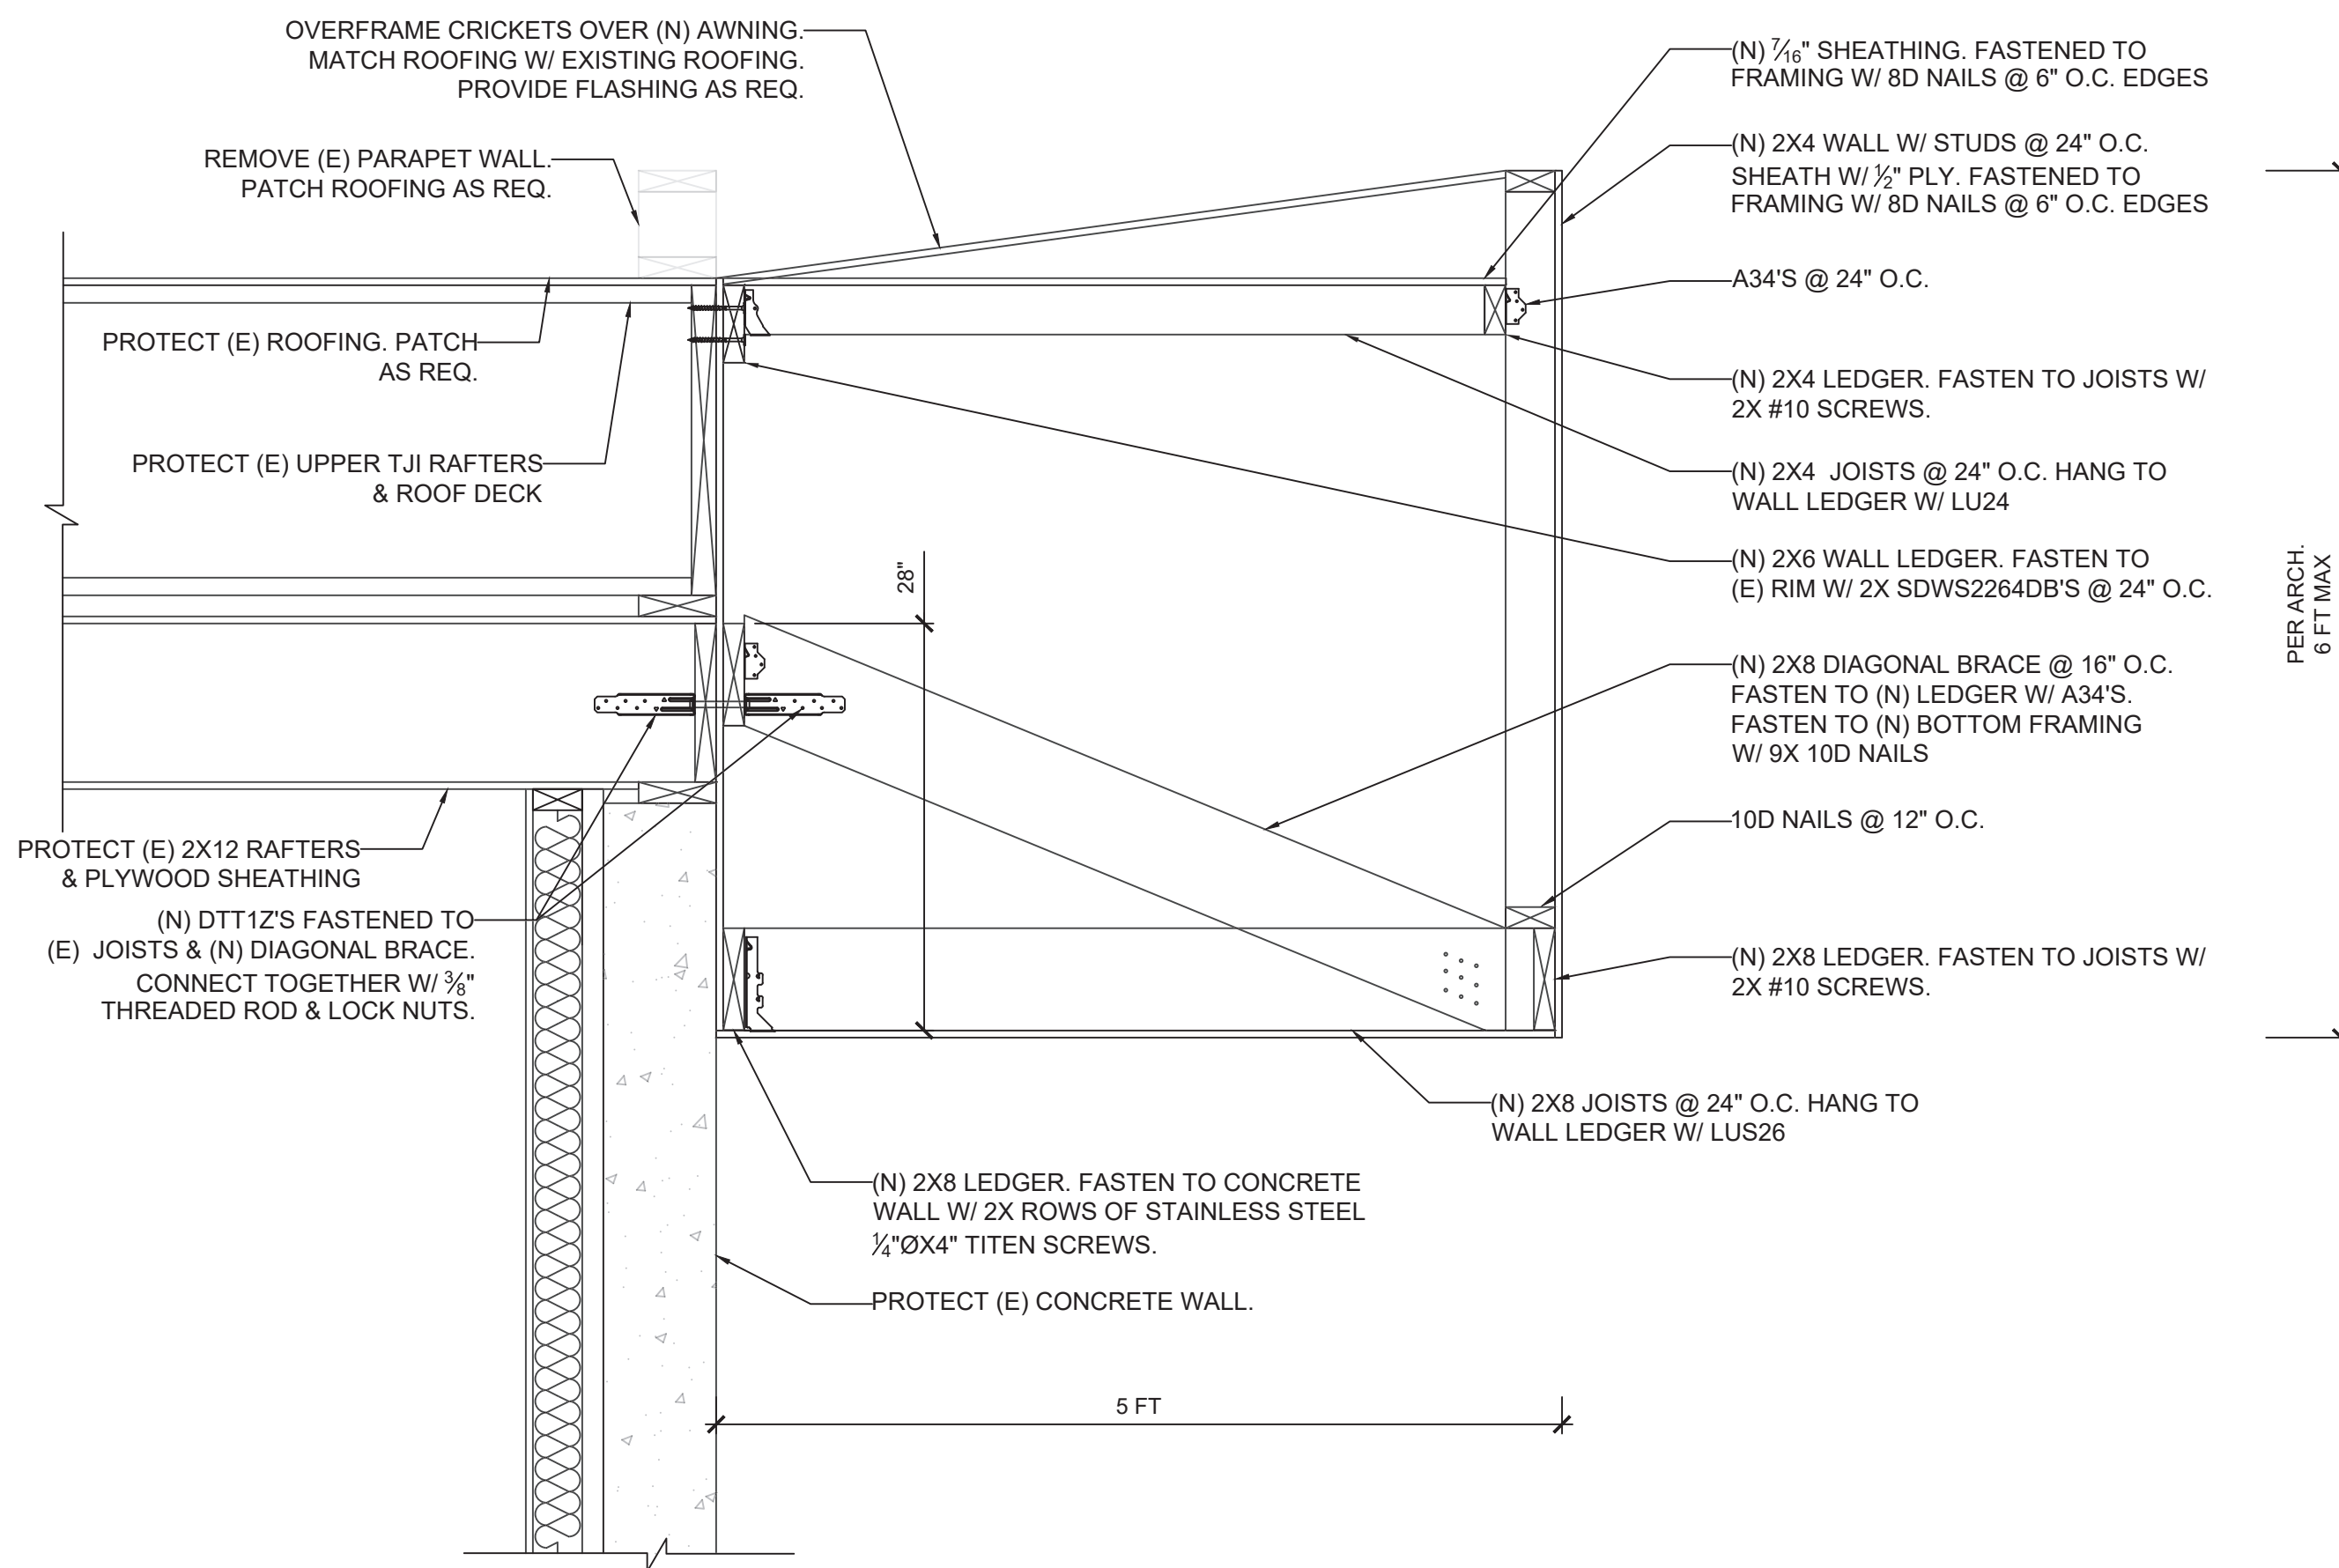 OVERFRAME CRICKETS OVER (N) AWNING.
MATCH ROOFING W/ EXISTING ROOFING.
PROVIDE FLASHING AS REQ.
REMOVE (E) PARAPET WALL.
PATCH ROOFING AS REQ.
PROTECT (E) ROOFING. PATCH
AS REQ.
PROTECT (E) UPPER TJI RAFTERS
& ROOF DECK
PROTECT (E) 2X12 RAFTERS
& PLYWOOD SHEATHING
(N) DTT1Z'S FASTENED TO
(E) JOISTS & (N) DIAGONAL BRACE.
CONNECT TOGETHER W/ 3/8"
THREADED ROD & LOCK NUTS.
28"
(N) 7/16" SHEATHING. FASTENED TO
FRAMING W/ 8D NAILS @ 6" O.C. EDGES
(N) 2X4 WALL W/ STUDS @ 24" O.C.
SHEATH W/ 1/2" PLY. FASTENED TO
FRAMING W/ 8D NAILS @ 6" O.C. EDGES
A34'S @ 24" O.C.
(N) 2X4 LEDGER. FASTEN TO JOISTS W/
2X #10 SCREWS.
(N) 2X4 JOISTS @ 24" O.C. HANG TO
WALL LEDGER W/ LU24
(N) 2X6 WALL LEDGER. FASTEN TO
(E) RIM W/ 2X SDWS2264DB'S @ 24" O.C.
(N) 2X8 DIAGONAL BRACE @ 16" O.C.
FASTEN TO (N) LEDGER W/ A34'S.
FASTEN TO (N) BOTTOM FRAMING
W/ 9X 10D NAILS
10D NAILS @ 12" O.C.
(N) 2X8 LEDGER. FASTEN TO JOISTS W/
2X #10 SCREWS.
PER ARCH.
6 FT MAX
(N) 2X8 JOISTS @ 24" O.C. HANG TO
WALL LEDGER W/ LUS26
(N) 2X8 LEDGER. FASTEN TO CONCRETE
WALL W/ 2X ROWS OF STAINLESS STEEL
1/4"ØX4" TITEN SCREWS.
PROTECT (E) CONCRETE WALL.
5 FT